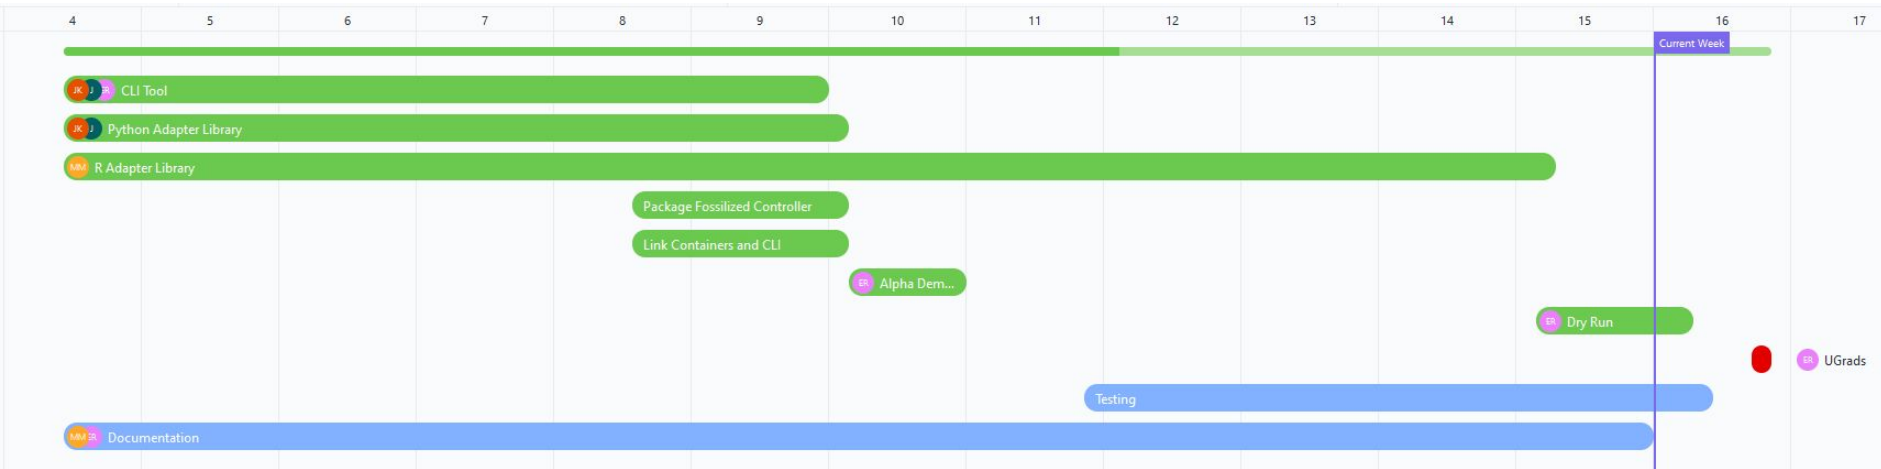 4 5 6 7 8 9 10 11 12 13 14 15 16 17
Current Week
JK J ER CLI Tool
JK J Python Adapter Library
MM R Adapter Library
Package Fossilized Controller
Link Containers and CLI
ER Alpha Dem...
ER Dry Run
ER UGrads
Testing
MM ER Documentation